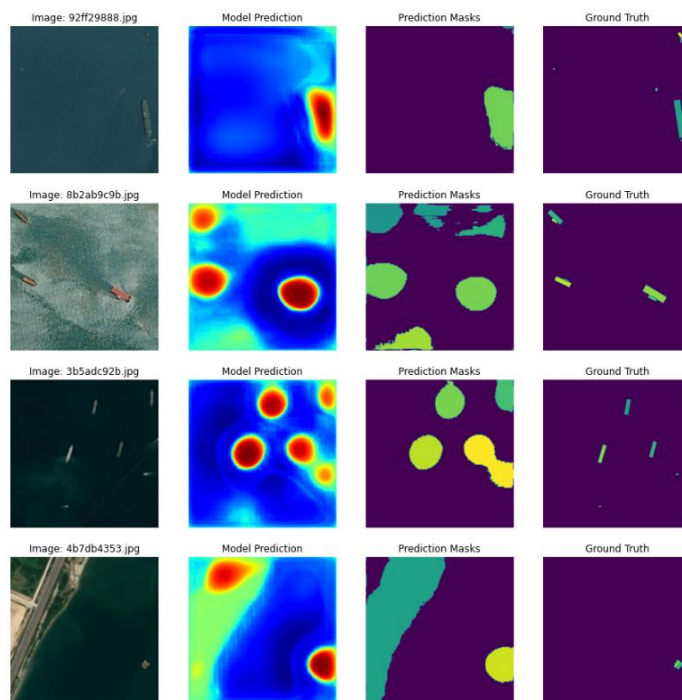 Image: 92ff29888.jpg Model Prediction Prediction Masks Ground Truth
Image: 8b2ab9c9b.jpg Model Prediction Prediction Masks Ground Truth
Image: 3b5adc92b.jpg Model Prediction Prediction Masks Ground Truth
Image: 4b7db4353.jpg Model Prediction Prediction Masks Ground Truth